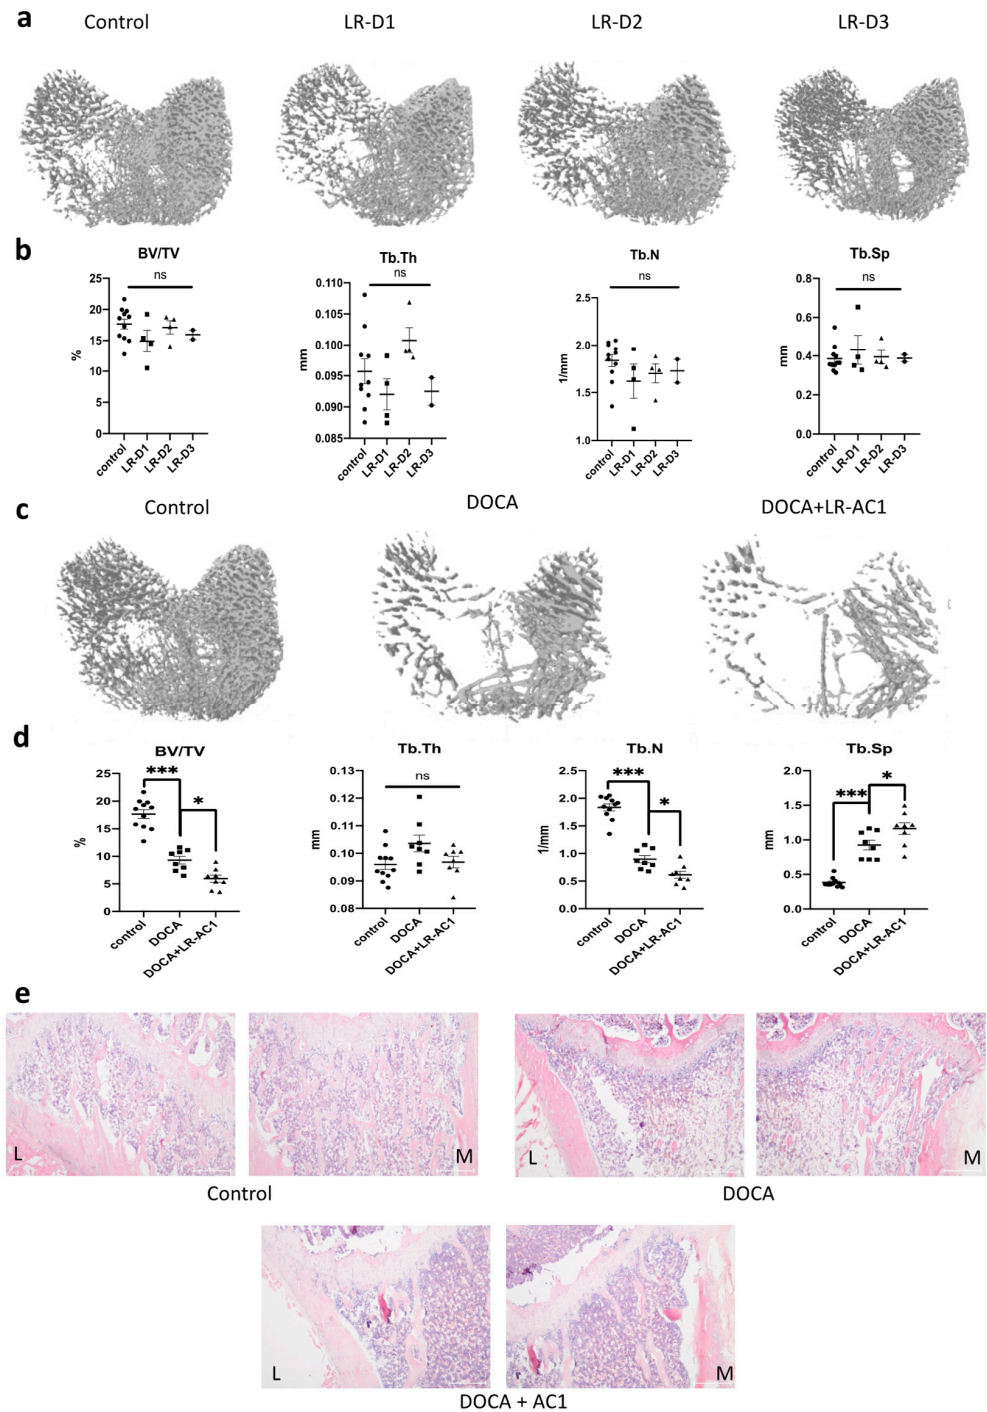 a
Control LR-D1 LR-D2 LR-D3
b
BV/TV Tb.Th Tb.N Tb.Sp
ns ns ns ns
% mm 1/mm mm
25 20 15 10 5 0
0.110 0.105 0.100 0.095 0.090 0.085
2.5 2.0 1.5 1.0
0.8 0.6 0.4 0.2 0.0
control LR-D1 LR-D2 LR-D3
control LR-D1 LR-D2 LR-D3
control LR-D1 LR-D2 LR-D3
control LR-D1 LR-D2 LR-D3
c
Control DOCA DOCA+LR-AC1
d
BV/TV Tb.Th Tb.N Tb.Sp
*** * ns *** * *** *
% mm 1/mm mm
25 20 15 10 5 0
0.13 0.12 0.11 0.10 0.09 0.08
2.5 2.0 1.5 1.0 0.5 0.0
2.0 1.5 1.0 0.5 0.0
control DOCA DOCA+LR-AC1
control DOCA DOCA+LR-AC1
control DOCA DOCA+LR-AC1
control DOCA DOCA+LR-AC1
e
L M L M
Control DOCA
L M
DOCA + AC1